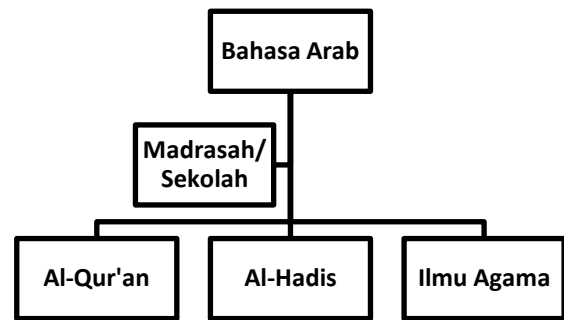 Bahasa Arab
Madrasah/
Sekolah
Al-Qur'an
Al-Hadis
Ilmu Agama